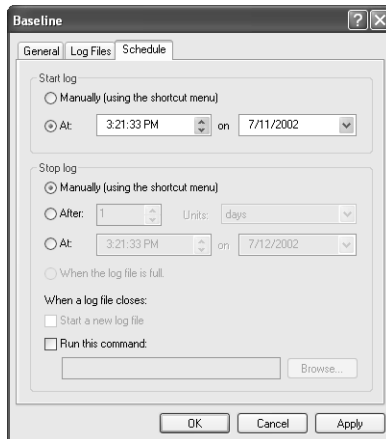 Baseline
General Log Files Schedule
Start log
Manually (using the shortcut menu)
At: 3:21:33 PM on 7/11/2002
Stop log
Manually (using the shortcut menu)
After: 1 Units: days
At: 3:21:33 PM on 7/12/2002
When the log file is full.
When a log file closes:
Start a new log file
Run this command:
Browse...
OK Cancel Apply